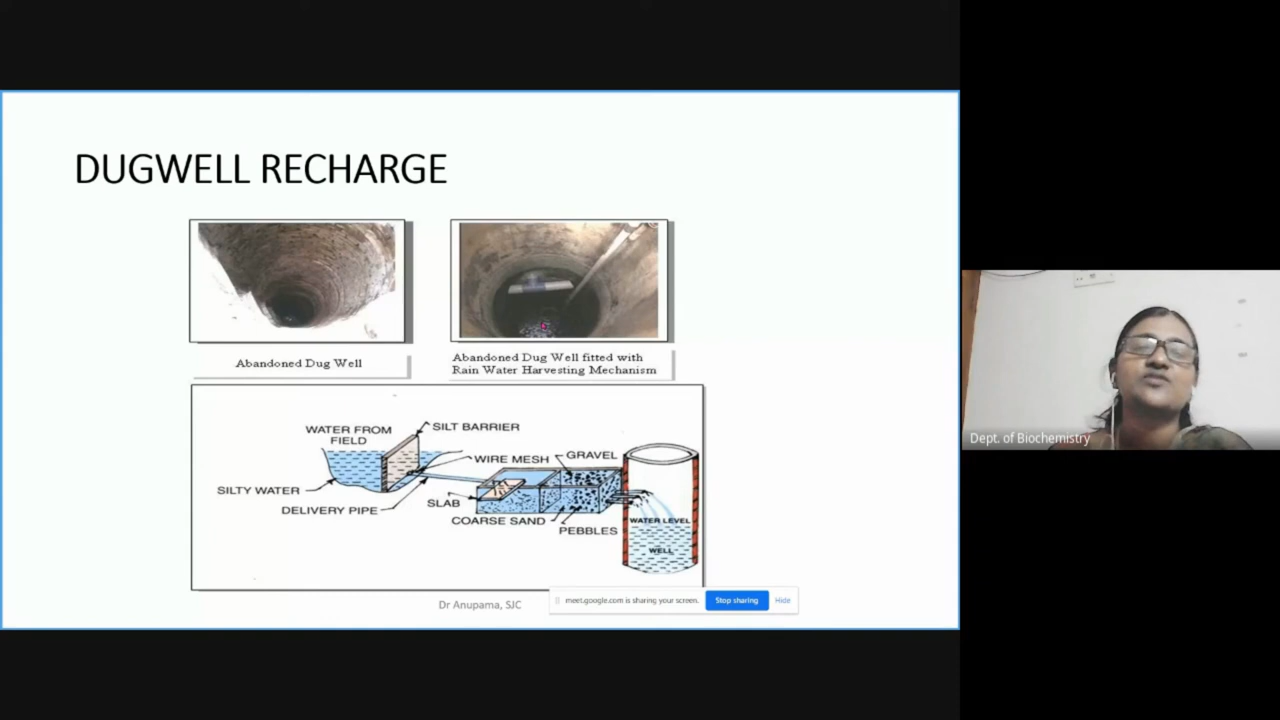 DUGWELL RECHARGE
Abandoned Dug Well
Abandoned Dug Well fitted with
Rain Water Harvesting Mechanism
WATER FROM
FIELD
SILT BARRIER
WIRE MESH
GRAVEL
SILTY WATER
DELIVERY PIPE
SLAB
COARSE SAND
PEBBLES
WATER LEVEL
WELL
Dr Anupama, SJC
meet.google.com is sharing your screen.
Stop sharing
Hide
Dept. of Biochemistry